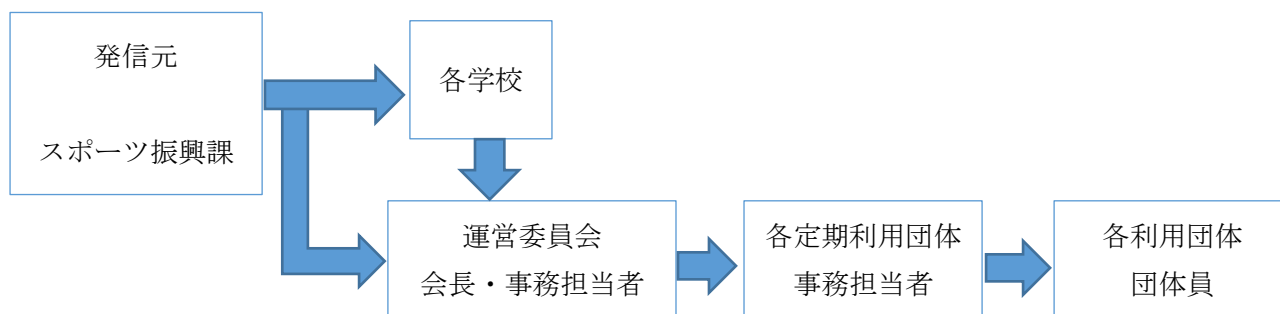 発信元
スポーツ振興課
各学校
運営委員会
会長・事務担当者
各定期利用団体
事務担当者
各利用団体
団体員